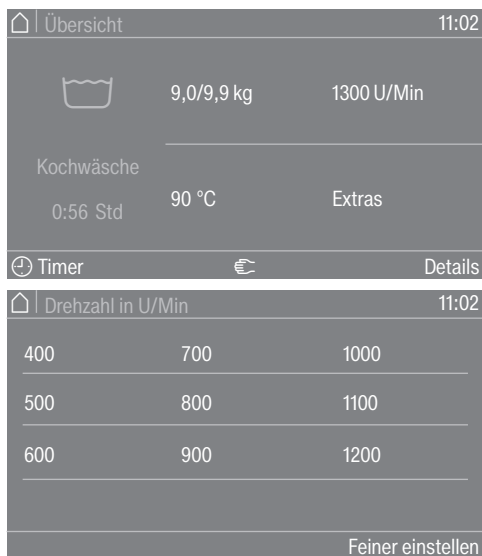 Übersicht 11:02
9,0/9,9 kg 1300 U/Min
Kochwäsche
0:56 Std
90 °C Extras
Timer Details
Drehzahl in U/Min 11:02
400 700 1000
500 800 1100
600 900 1200
Feiner einstellen